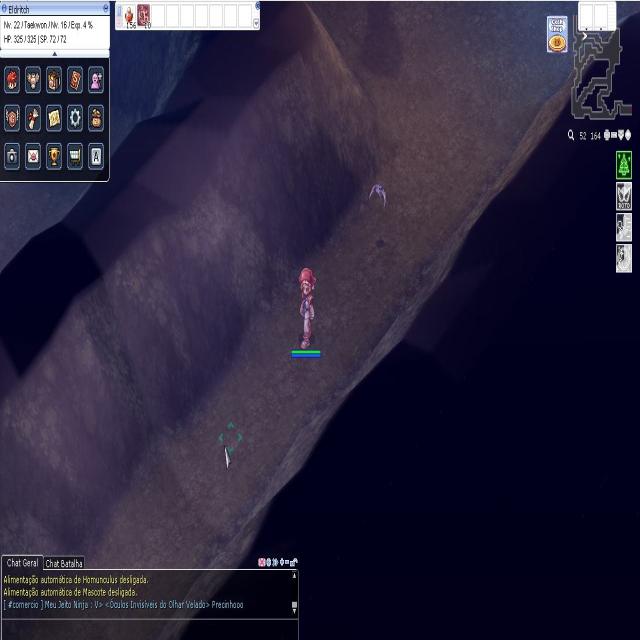 Eldritch
Nv. 22 / Taekwon / Nv. 16 / Exp. 4 %
HP. 325 / 325 | SP. 72 / 72
156
52 164
Chat Geral
Chat Batalha
Alimentação automática de Homunculus desligada.
Alimentação automática de Mascote desligada.
[ #comercio ] Meu Jeito Ninja : V> <Óculos Invisíveis do Olhar Velado> Precinhooo